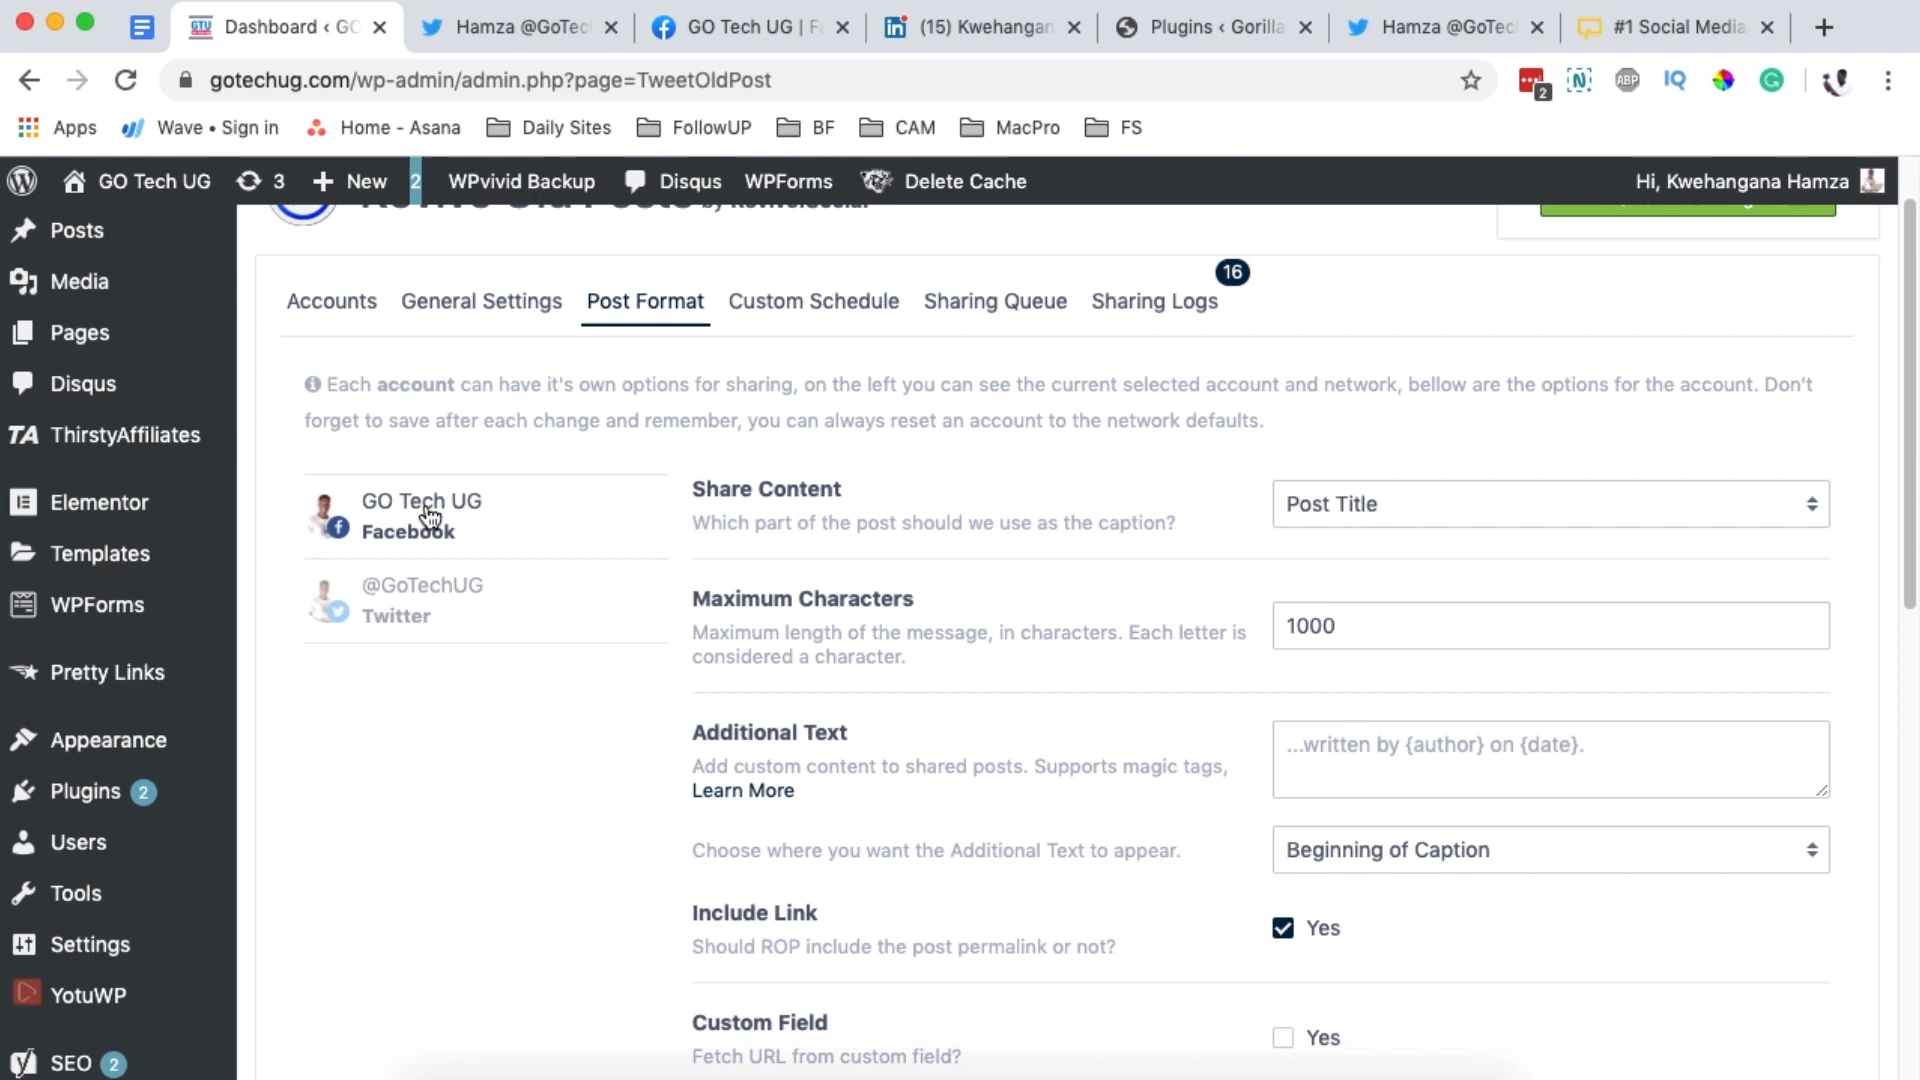 Dashboard ‹ GO
Hamza @GoTec
GO Tech UG | F
(15) Kwehangan
Plugins ‹ Gorilla
Hamza @GoTec
#1 Social Media
gotechug.com/wp-admin/admin.php?page=TweetOldPost
2
ABP
IQ
Apps
Wave • Sign in
Home - Asana
Daily Sites
FollowUP
BF
CAM
MacPro
FS
GO Tech UG
3
New
2
WPvivid Backup
Disqus
WPForms
Delete Cache
Hi, Kwehangana Hamza
Revive Old Posts by Revive.Social
Posts
Media
Pages
Disqus
TA ThirstyAffiliates
Elementor
Templates
WPForms
Pretty Links
Appearance
Plugins 2
Users
Tools
Settings
YotuWP
SEO 2
16
Accounts
General Settings
Post Format
Custom Schedule
Sharing Queue
Sharing Logs
Each account can have it's own options for sharing, on the left you can see the current selected account and network, bellow are the options for the account. Don't
forget to save after each change and remember, you can always reset an account to the network defaults.
GO Tech UG
Facebook
@GoTechUG
Twitter
Share Content
Which part of the post should we use as the caption?
Post Title
Maximum Characters
Maximum length of the message, in characters. Each letter is
considered a character.
1000
Additional Text
Add custom content to shared posts. Supports magic tags,
Learn More
...written by {author} on {date}.
Choose where you want the Additional Text to appear.
Beginning of Caption
Include Link
Should ROP include the post permalink or not?
Yes
Custom Field
Fetch URL from custom field?
Yes